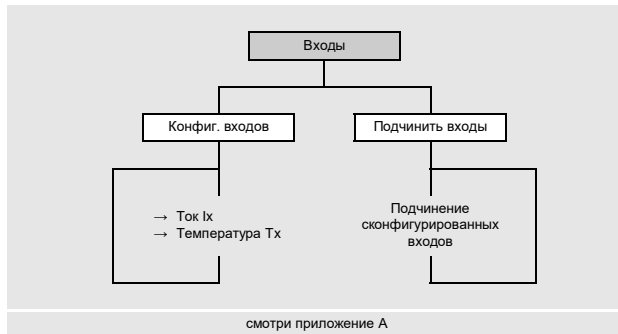 Входы
Конфиг. входов
Подчинить входы
→ Ток Ix
→ Температура Tx
Подчинение
сконфигурированных
входов
смотри приложение А